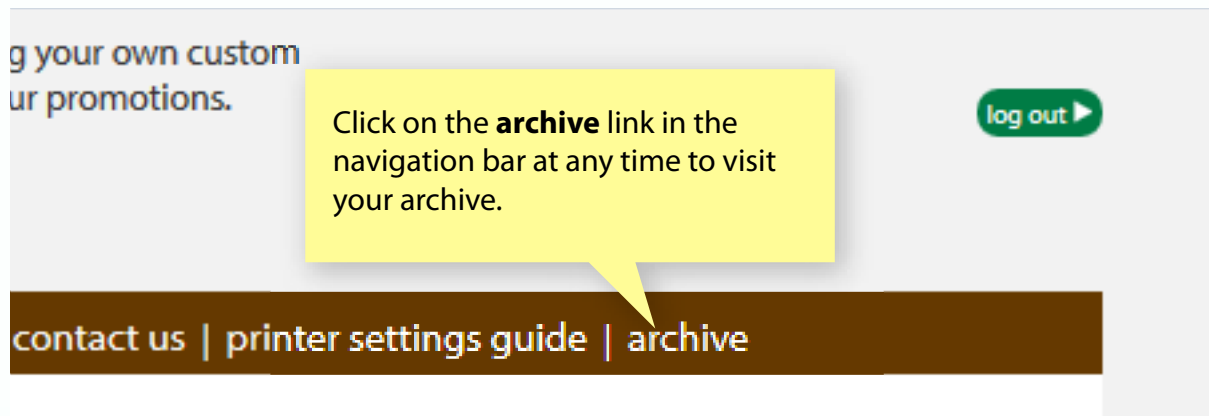 g your own custom
ur promotions.
Click on the archive link in the
navigation bar at any time to visit
your archive.
log out
contact us | printer settings guide | archive